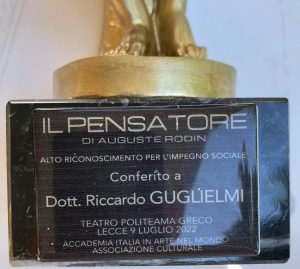 IL PENSATORE
DI AUGUSTE RODIN
ALTO RICONOSCIMENTO PER L'IMPEGNO SOCIALE
Conferito a
Dott. Riccardo GUGLIELMI
TEATRO POLITEAMA GRECO
LECCE 9 LUGLIO 2022
ACCADEMIA ITALIA IN ARTE NEL MONDO
ASSOCIAZIONE CULTURALE